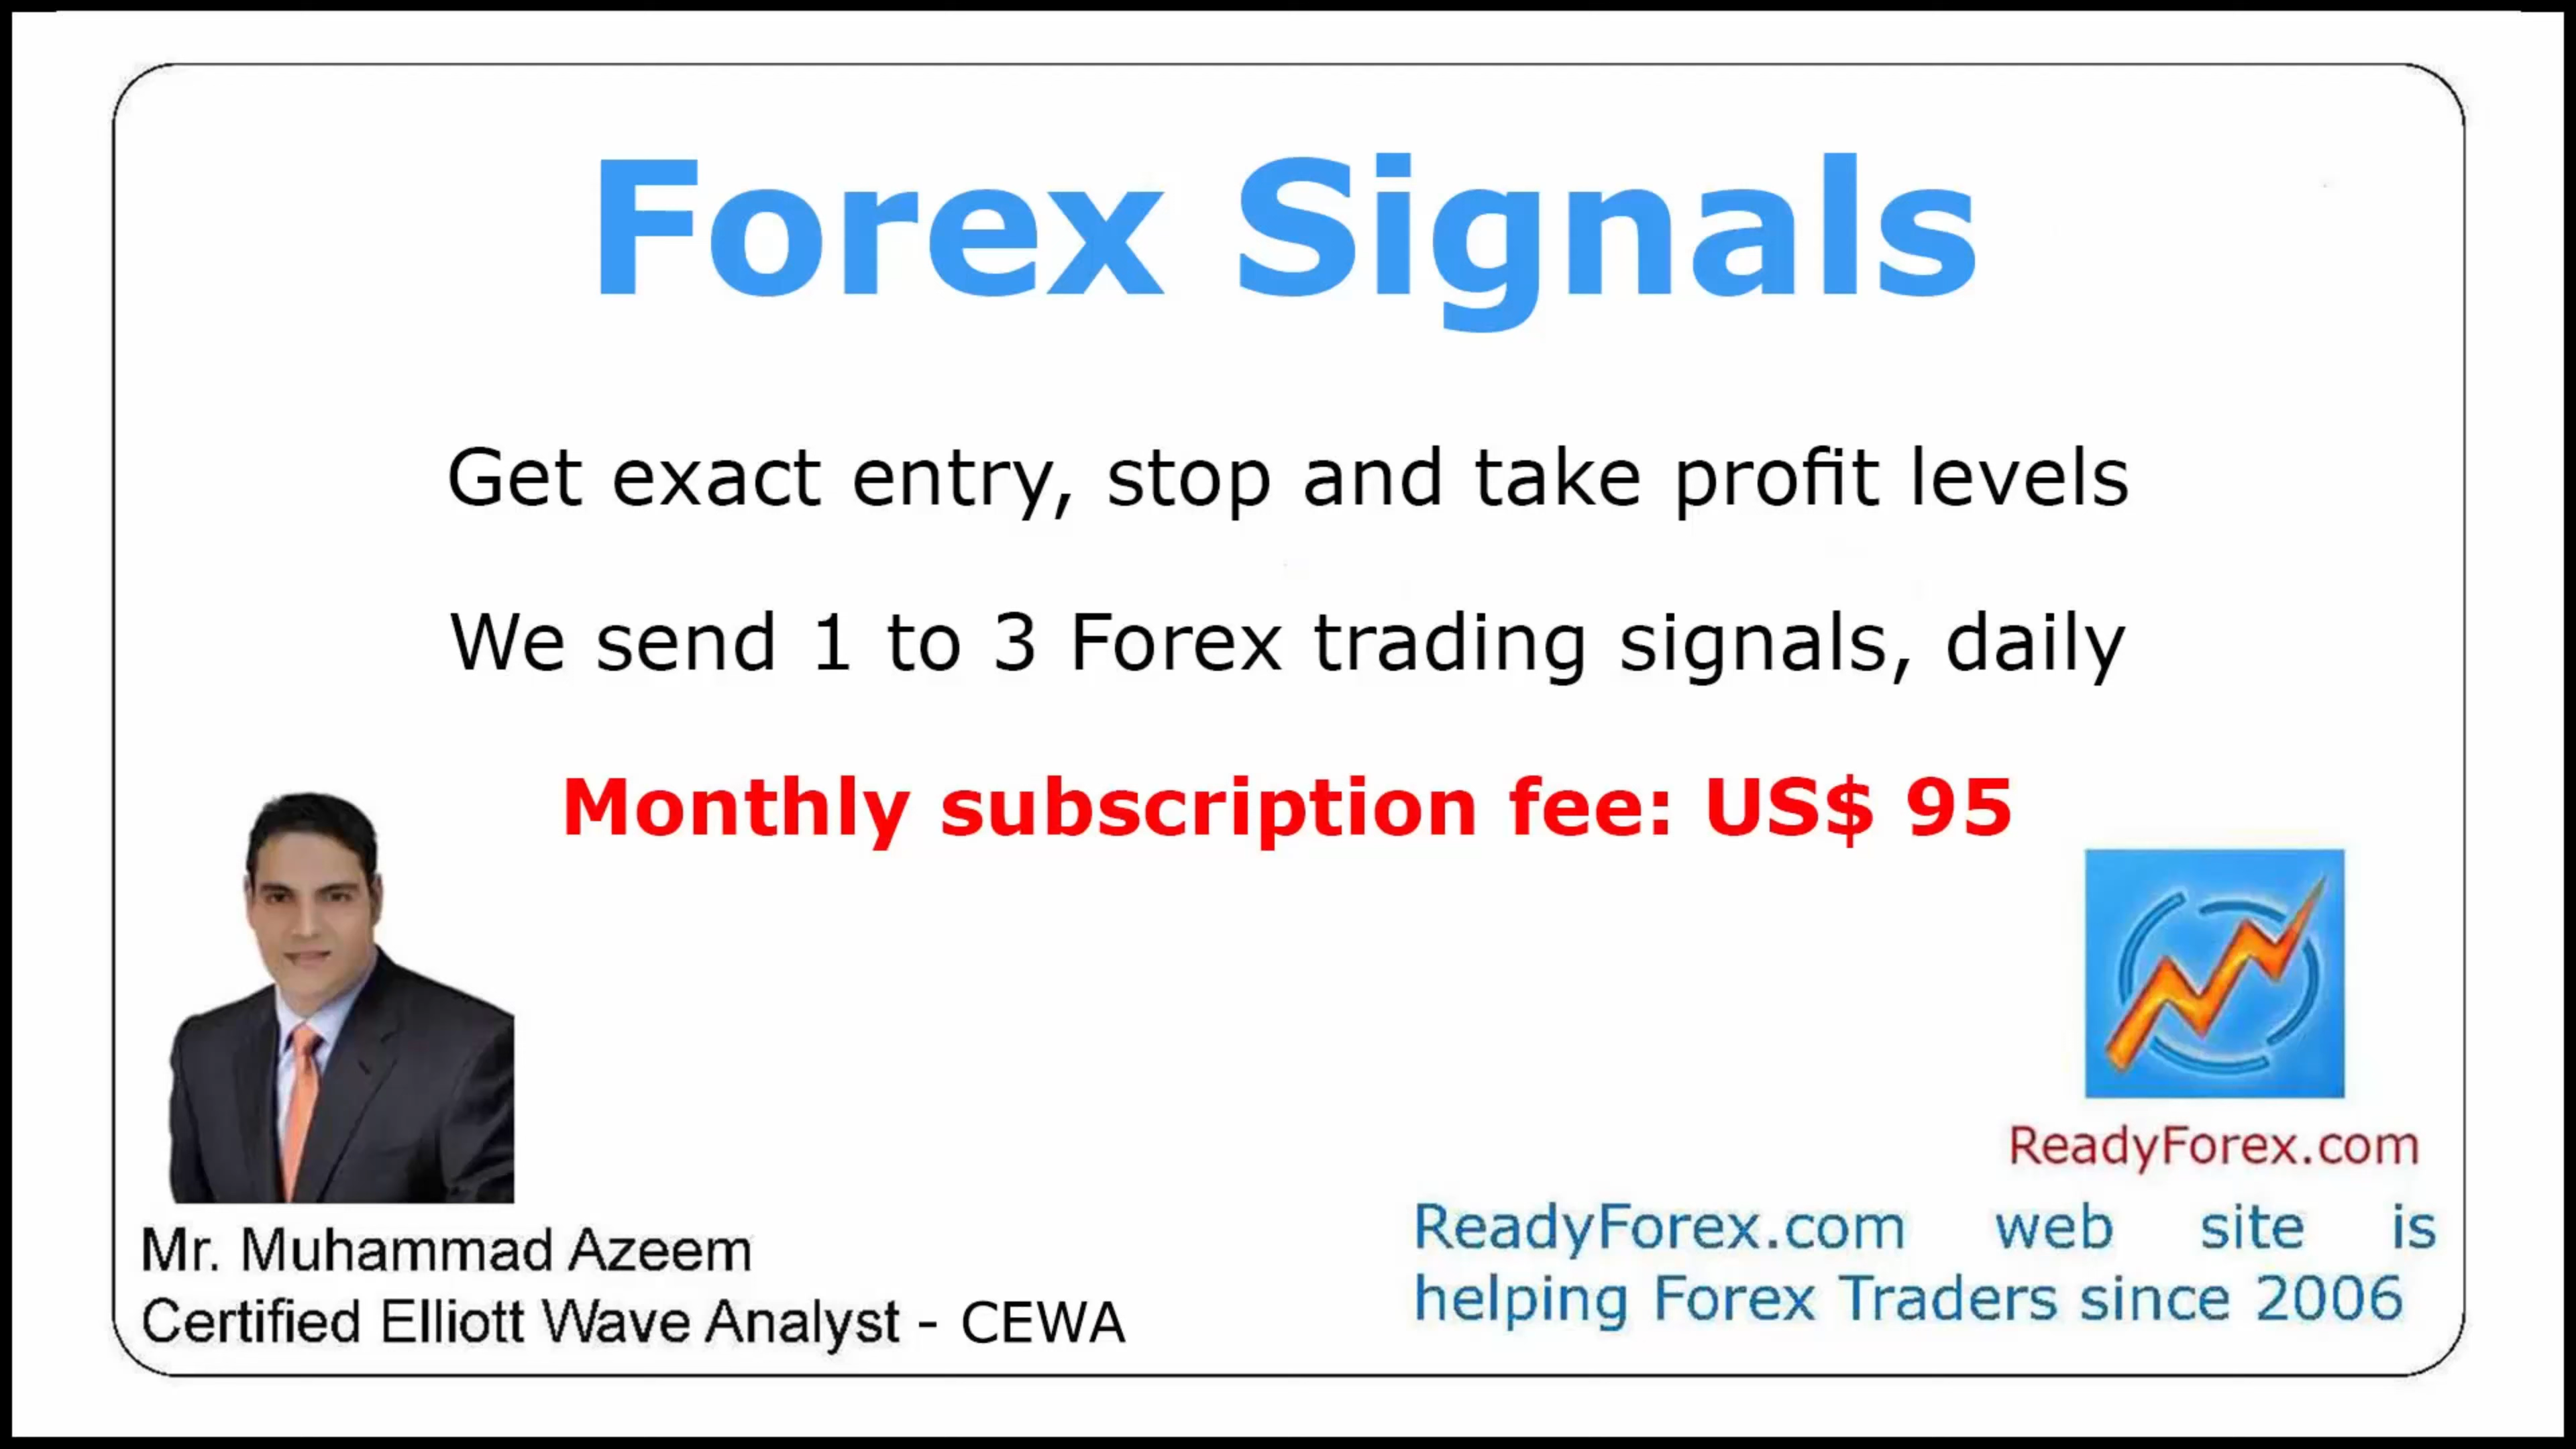 Forex Signals
Get exact entry, stop and take profit levels
We send 1 to 3 Forex trading signals, daily
Monthly subscription fee: US$ 95
ReadyForex.com
Mr. Muhammad Azeem
Certified Elliott Wave Analyst - CEWA
ReadyForex.com web site is
helping Forex Traders since 2006